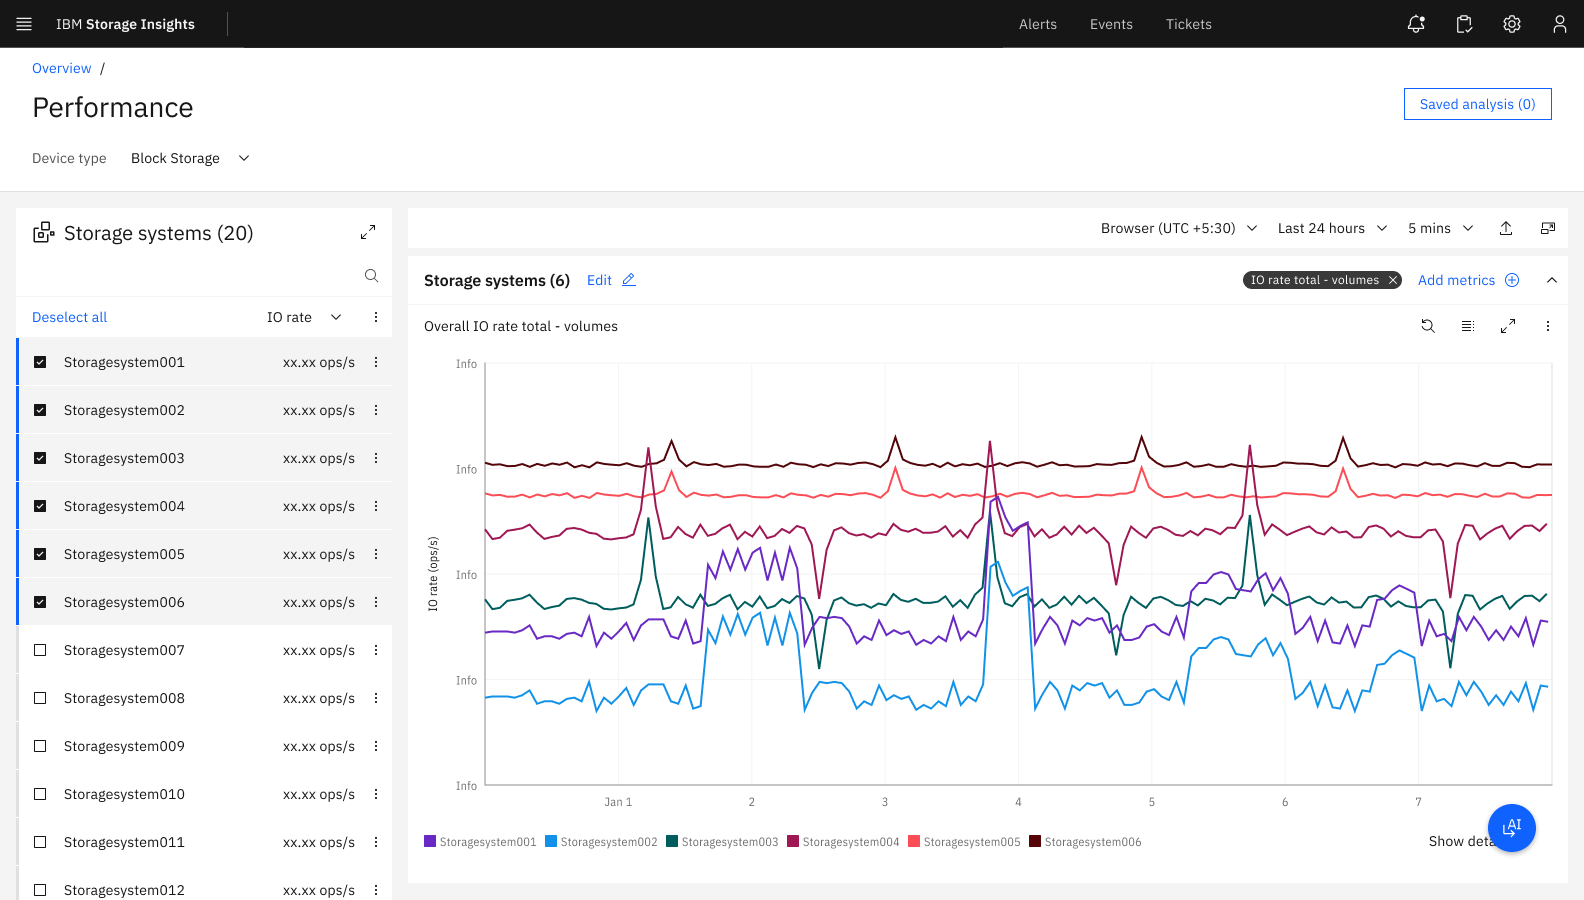 IBM Storage Insights
Alerts
Events
Tickets
Overview /
Performance
Saved analysis (0)
Device type
Block Storage
Storage systems (20)
Deselect all
IO rate
Storagesystem001 xx.xx ops/s
Storagesystem002 xx.xx ops/s
Storagesystem003 xx.xx ops/s
Storagesystem004 xx.xx ops/s
Storagesystem005 xx.xx ops/s
Storagesystem006 xx.xx ops/s
Storagesystem007 xx.xx ops/s
Storagesystem008 xx.xx ops/s
Storagesystem009 xx.xx ops/s
Storagesystem010 xx.xx ops/s
Storagesystem011 xx.xx ops/s
Storagesystem012 xx.xx ops/s
Browser (UTC +5:30)
Last 24 hours
5 mins
Storage systems (6)
Edit
IO rate total - volumes
Add metrics
Overall IO rate total - volumes
Info
Info
Info
Info
Info
IO rate (ops/s)
Jan 1 2 3 4 5 6 7
Storagesystem001 Storagesystem002 Storagesystem003 Storagesystem004 Storagesystem005 Storagesystem006
Show deta
AI